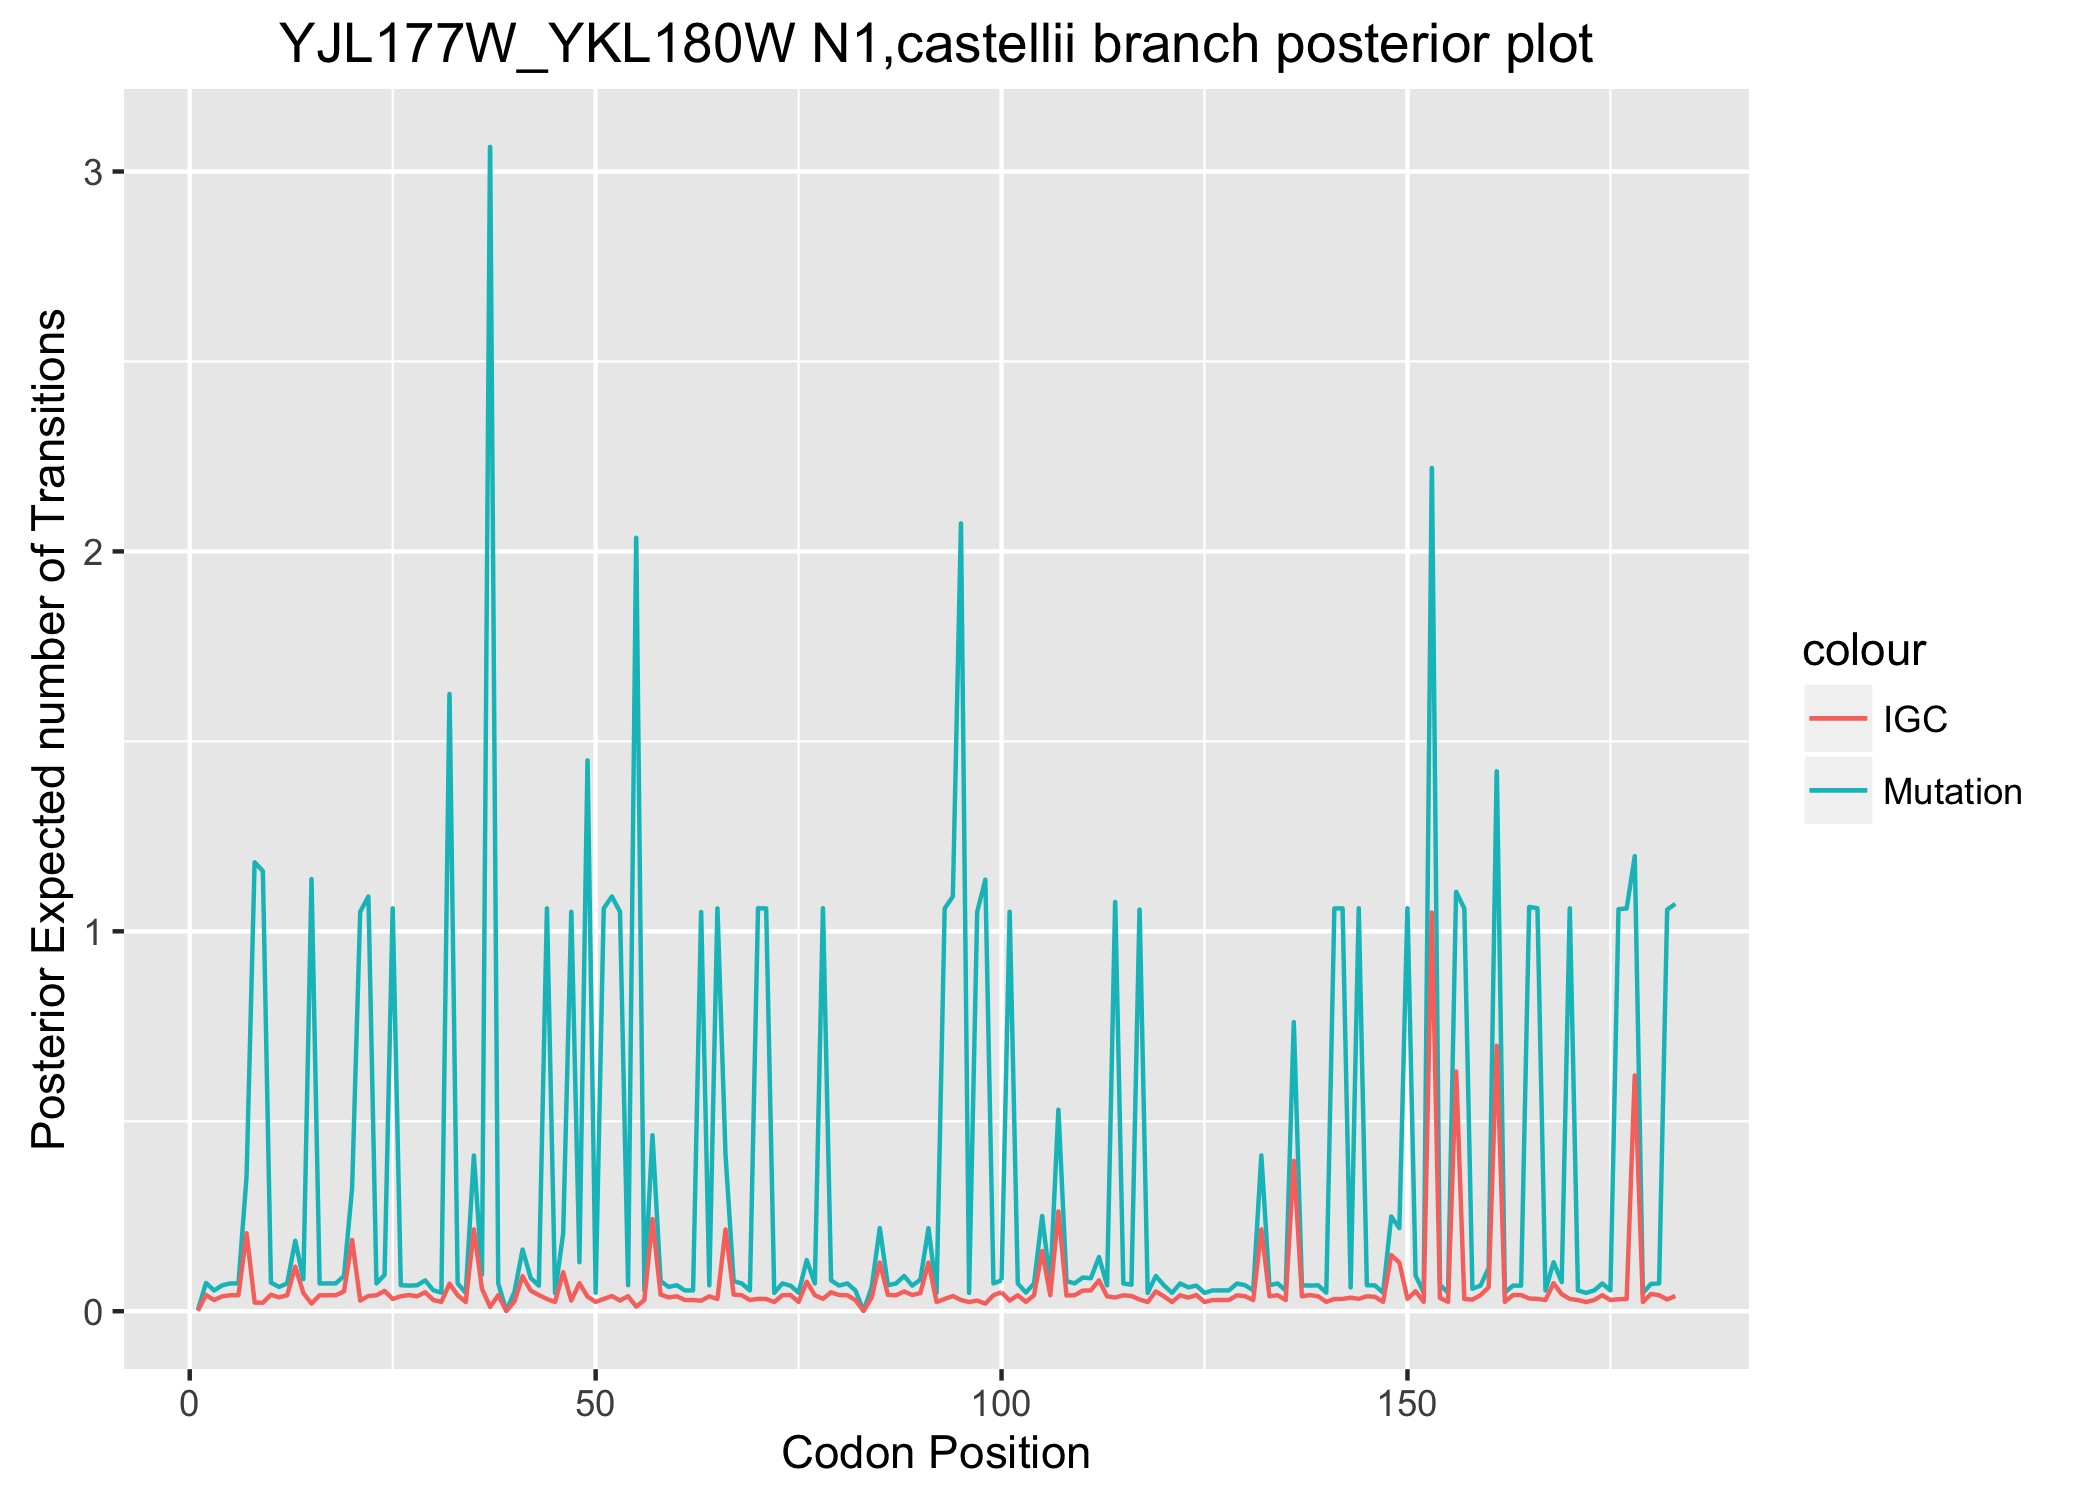 YJL177W_YKL180W N1,castellii branch posterior plot
Posterior Expected number of Transitions
3
2
1
0
0 50 100 150
Codon Position
colour
IGC
Mutation